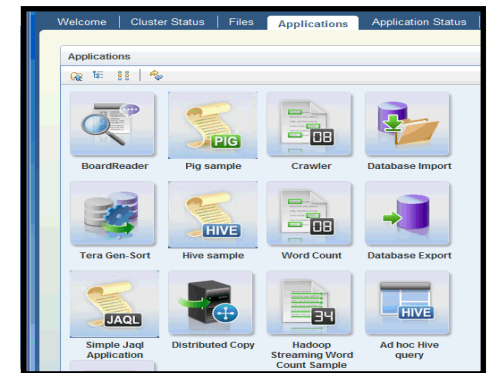 Welcome Cluster Status Files Applications Application Status
Applications
PIG
08
BoardReader Pig sample Crawler Database Import
HIVE
08
Tera Gen-Sort Hive sample Word Count Database Export
JAQL
34
HIVE
Simple Jaql Distributed Copy Hadoop Ad hoc Hive
Application Streaming Word query
Count Sample